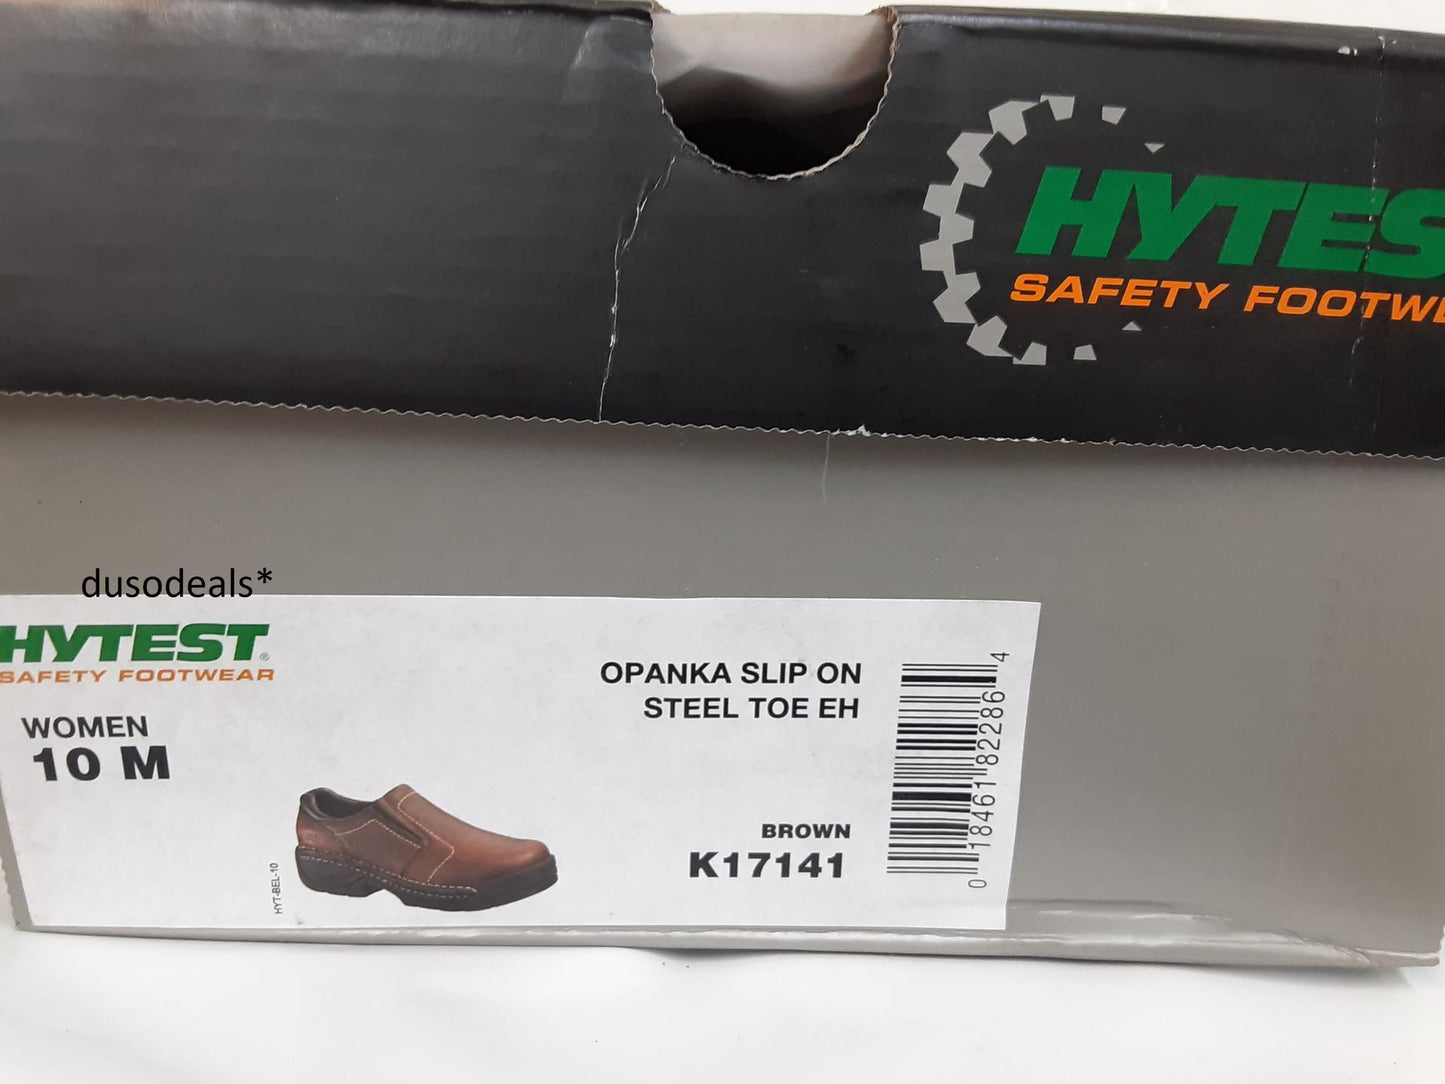 HYTES
SAFETY FOOTWE
dusodeals*
HYTEST®
SAFETY FOOTWEAR
WOMEN
10 M
OPANKA SLIP ON
STEEL TOE EH
BROWN
K17141
HYT-BEL-10
0 18461 82286 4